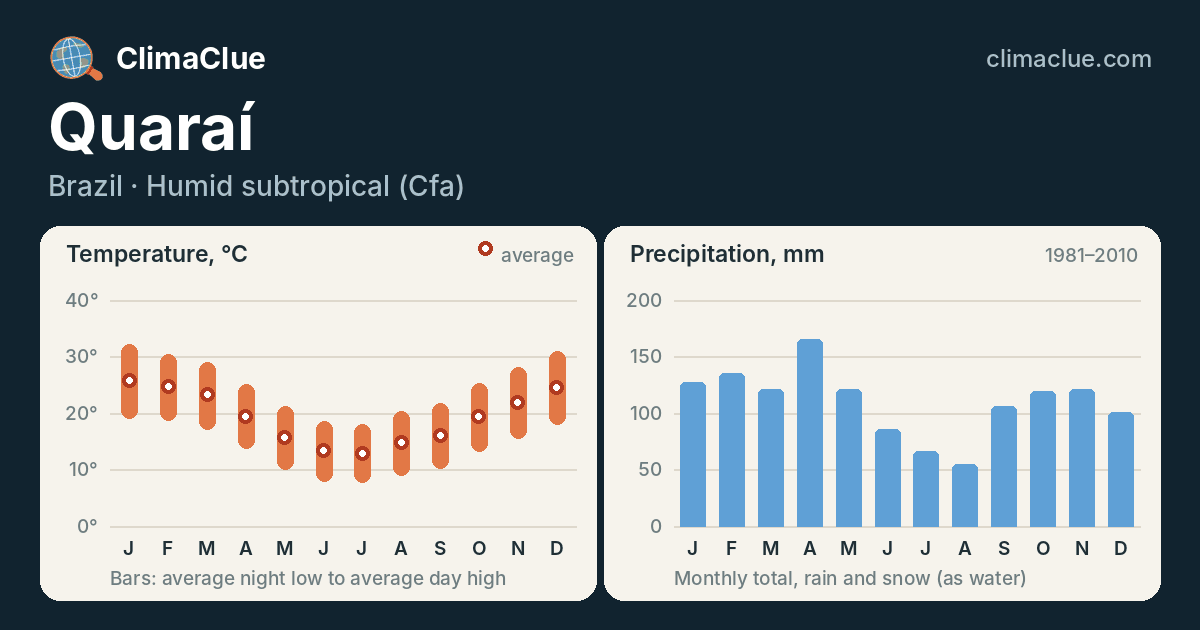 ClimaClue
climaclue.com
Quaraí
Brazil · Humid subtropical (Cfa)
Temperature, °C
average
40°
30°
20°
10°
0°
J F M A M J J A S O N D
Bars: average night low to average day high
Precipitation, mm
1981–2010
200
150
100
50
0
J F M A M J J A S O N D
Monthly total, rain and snow (as water)